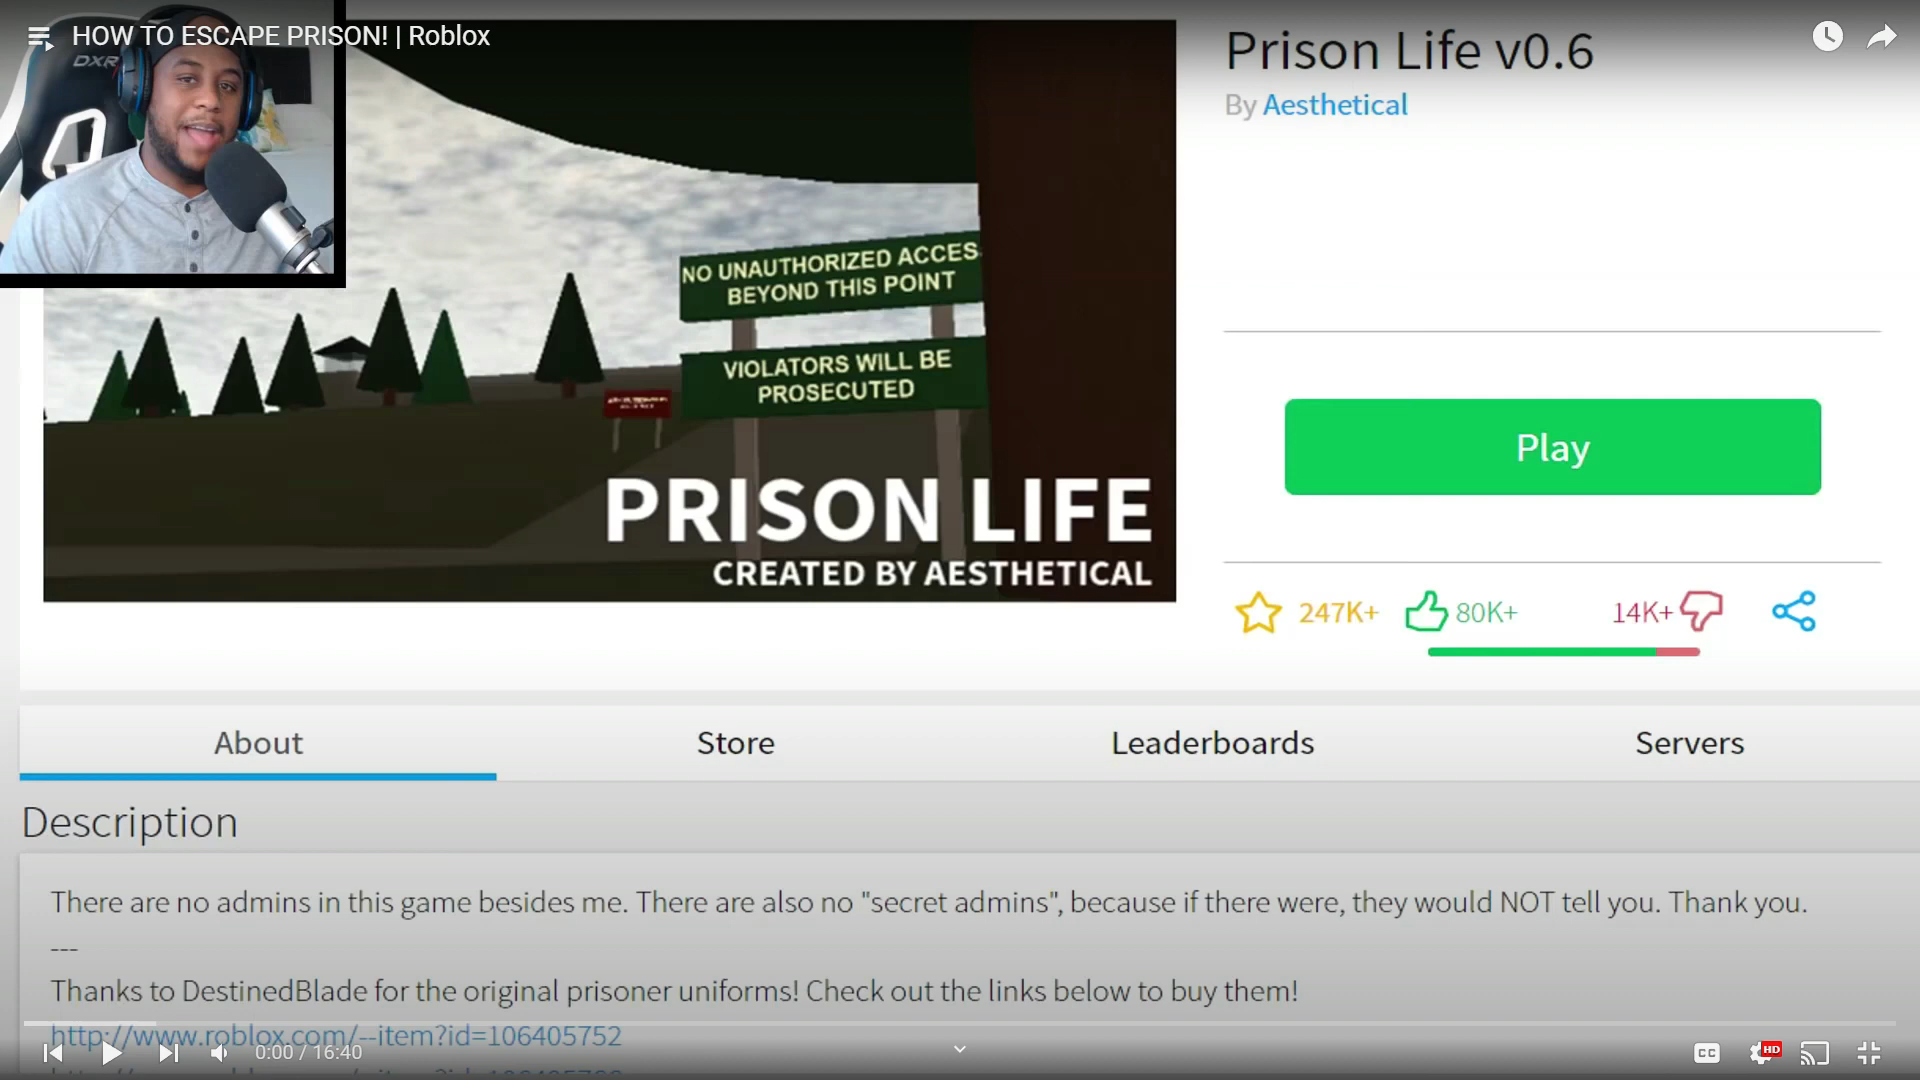 HOW TO ESCAPE PRISON! | Roblox
DXR
NO UNAUTHORIZED ACCES
BEYOND THIS POINT
VIOLATORS WILL BE
PROSECUTED
PRISON LIFE
CREATED BY AESTHETICAL
Prison Life v0.6
By Aesthetical
Play
247K+ 80K+ 14K+
About Store Leaderboards Servers
Description
There are no admins in this game besides me. There are also no "secret admins", because if there were, they would NOT tell you. Thank you.
---
Thanks to DestinedBlade for the original prisoner uniforms! Check out the links below to buy them!
http://www.roblox.com/--item?id=106405752
0:00 / 16:40
CC HD